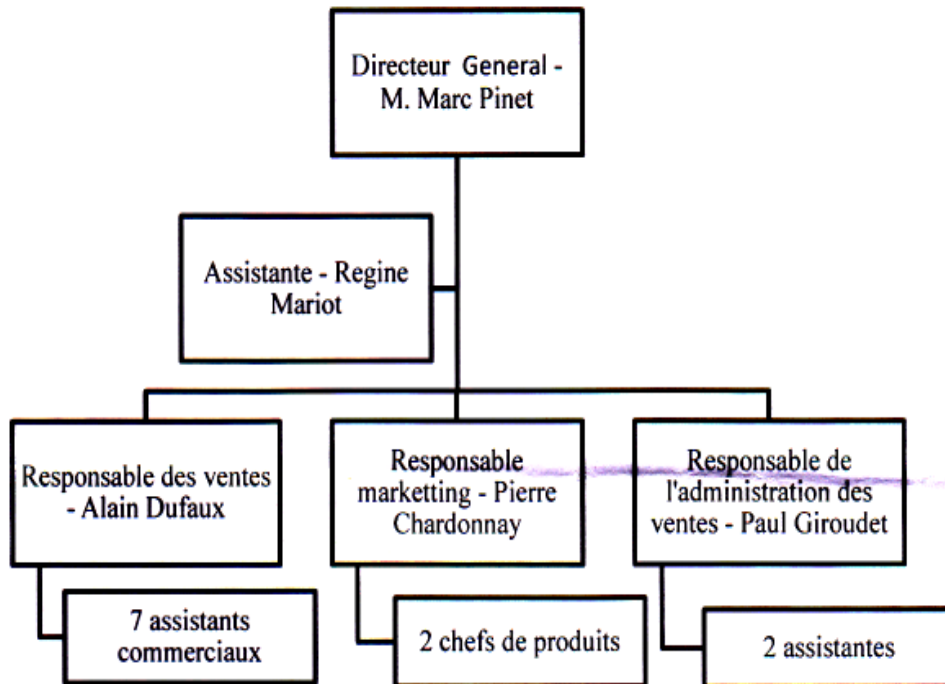 Directeur General -
M. Marc Pinet
Assistante - Regine
Mariot
Responsable des ventes
- Alain Dufaux
Responsable
marketting - Pierre
Chardonnay
Responsable de
l'administration des
ventes - Paul Giroudet
7 assistants
commerciaux
2 chefs de produits
2 assistantes